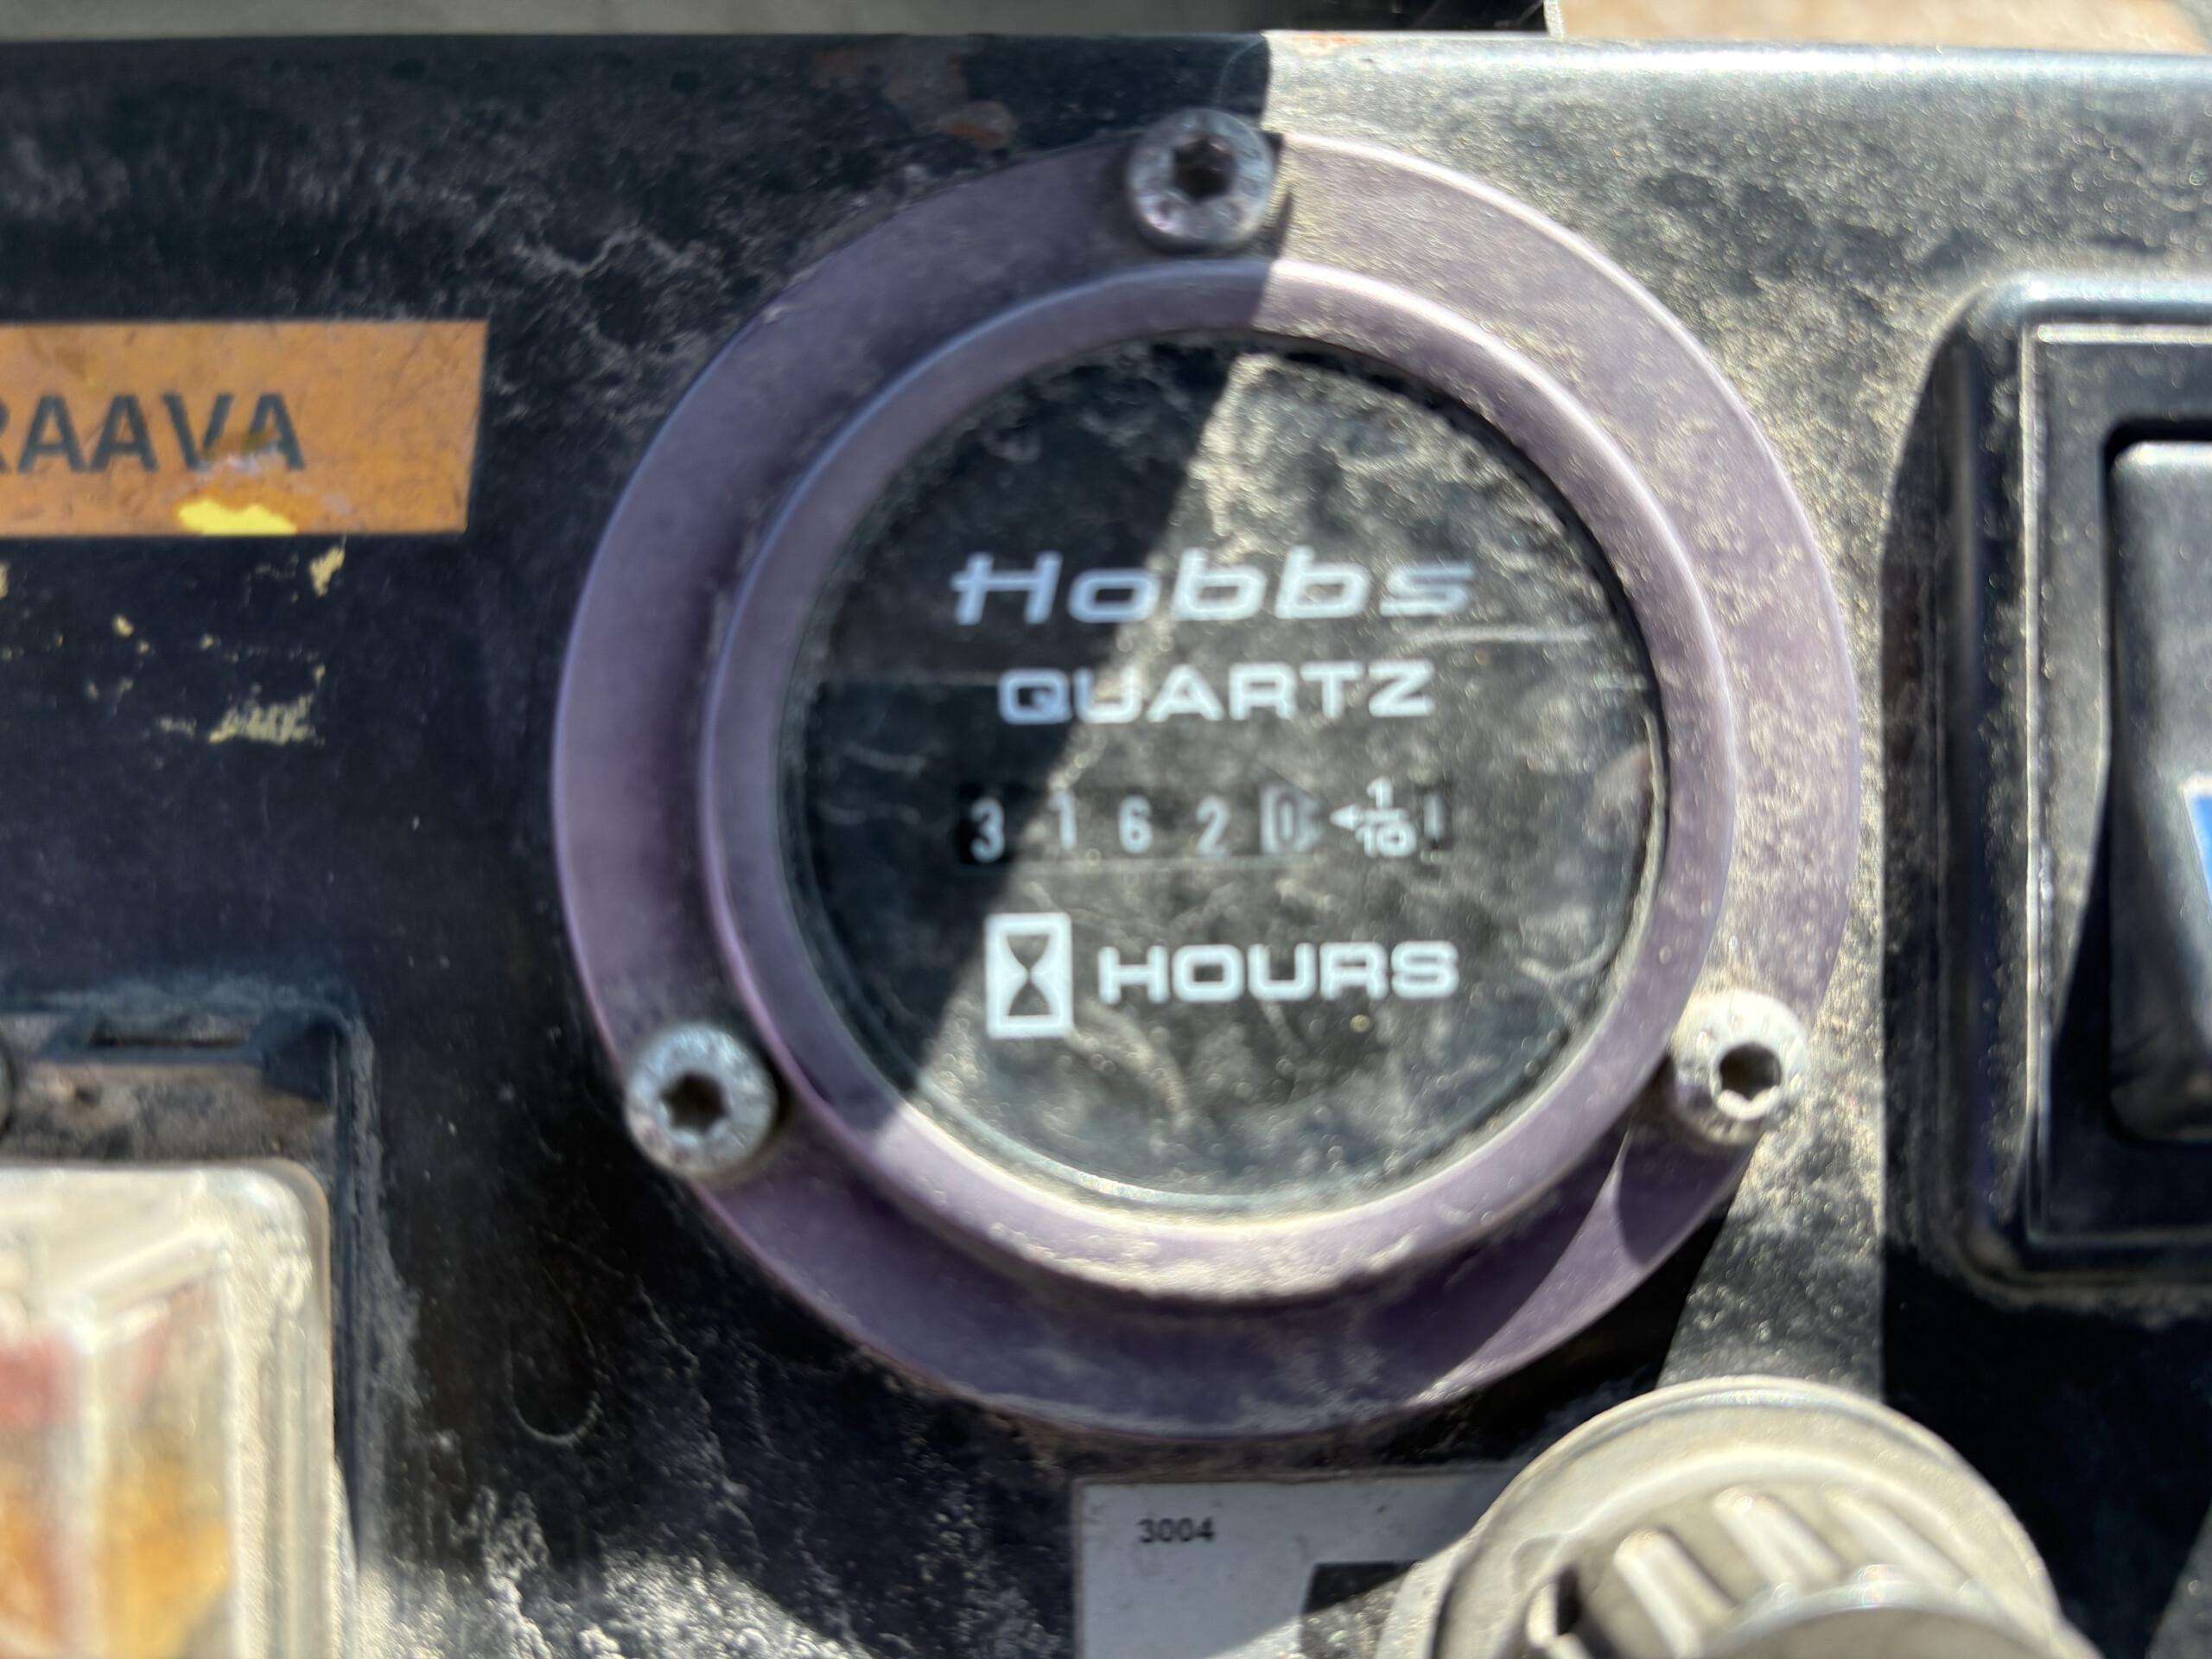 RAAVA
Hobbs
QUARTZ
3 1 6 2 0 1/10
HOURS
3004